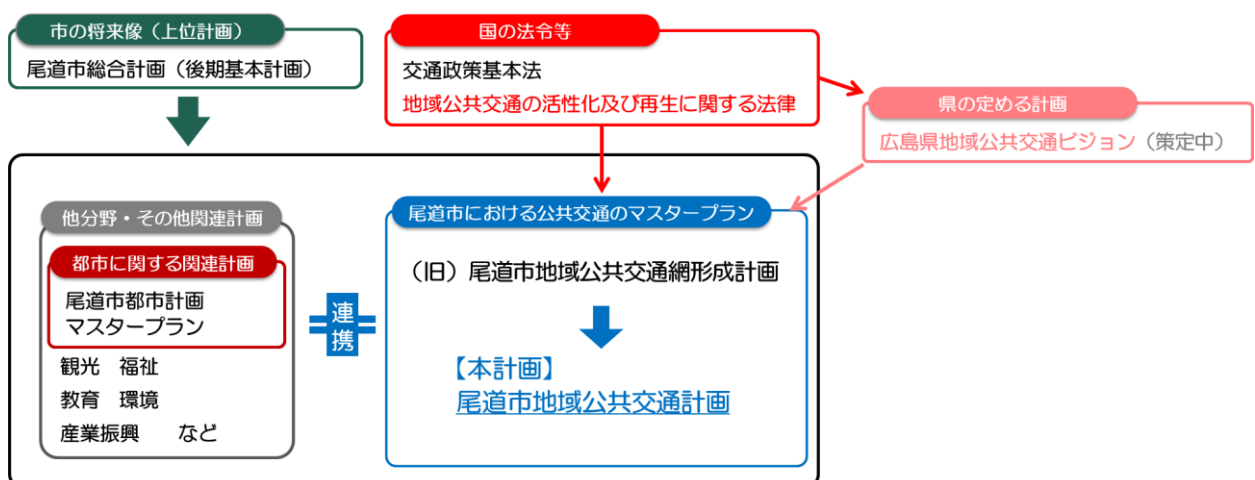 市の将来像（上位計画）
尾道市総合計画（後期基本計画）
国の法令等
交通政策基本法
地域公共交通の活性化及び再生に関する法律
県の定める計画
広島県地域公共交通ビジョン（策定中）
他分野・その他関連計画
都市に関する関連計画
尾道市都市計画
マスタープラン
観光　福祉
教育　環境
産業振興　　など
連携
尾道市における公共交通のマスタープラン
（旧）尾道市地域公共交通網形成計画
【本計画】
尾道市地域公共交通計画